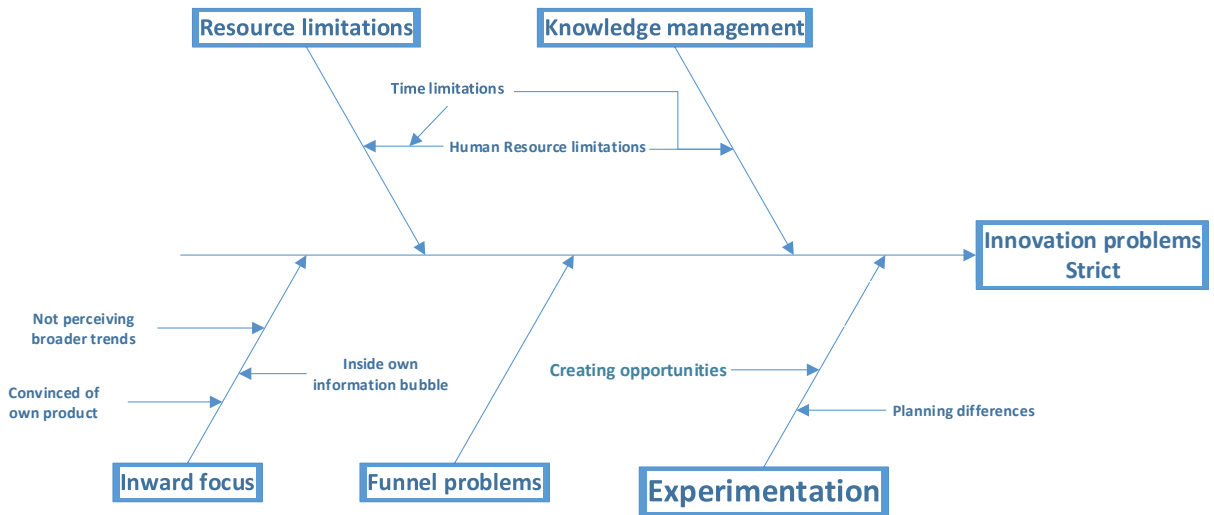 Resource limitations
Knowledge management
Time limitations
Human Resource limitations
Innovation problems
Strict
Not perceiving
broader trends
Inside own
information bubble
Creating opportunities
Convinced of
own product
Planning differences
Inward focus
Funnel problems
Experimentation